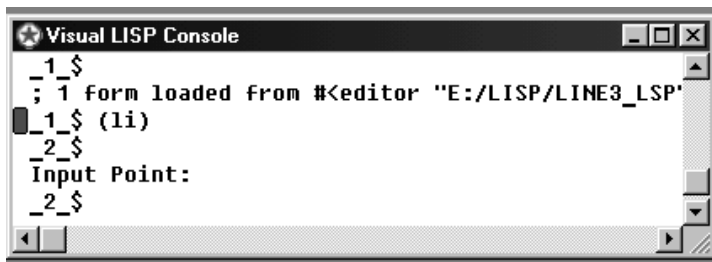 Visual LISP Console
_1_$
; 1 form loaded from #<editor "E:/LISP/LINE3_LSP"
_1_$ (li)
_2_$
Input Point:
_2_$